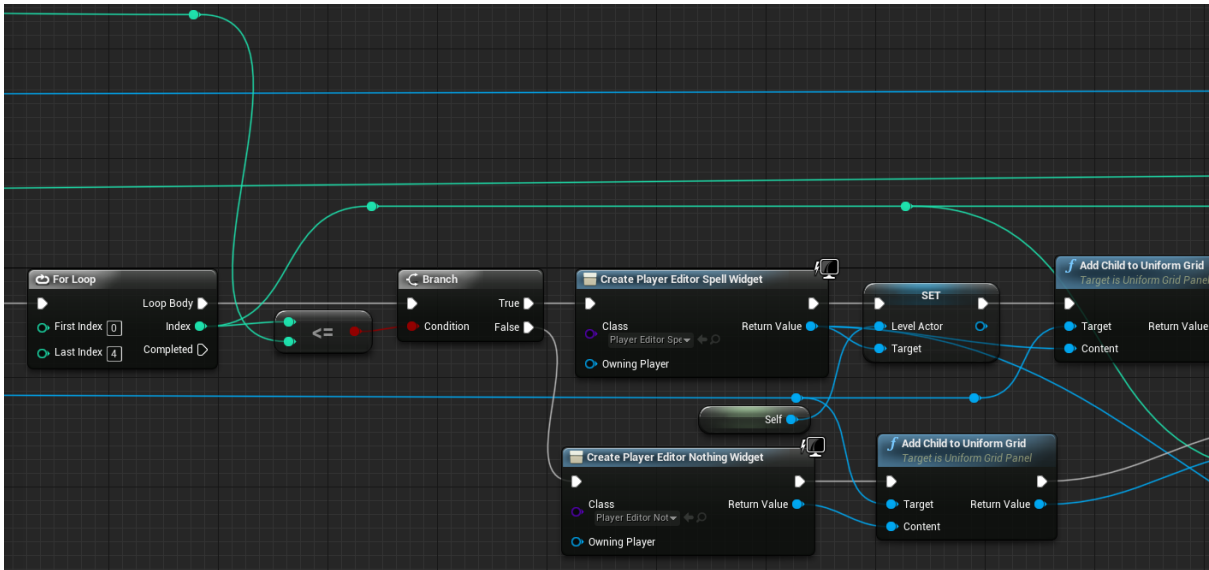 For Loop
Loop Body
First Index 0
Index
Last Index 4
Completed
<=
Branch
True
Condition
False
Create Player Editor Spell Widget
Class
Return Value
Player Editor Spe
Owning Player
SET
Level Actor
Target
f Add Child to Uniform Grid
Target is Uniform Grid Pane
Target
Return Value
Content
Self
Create Player Editor Nothing Widget
Class
Return Value
Player Editor Not
Owning Player
f Add Child to Uniform Grid
Target is Uniform Grid Panel
Target
Return Value
Content